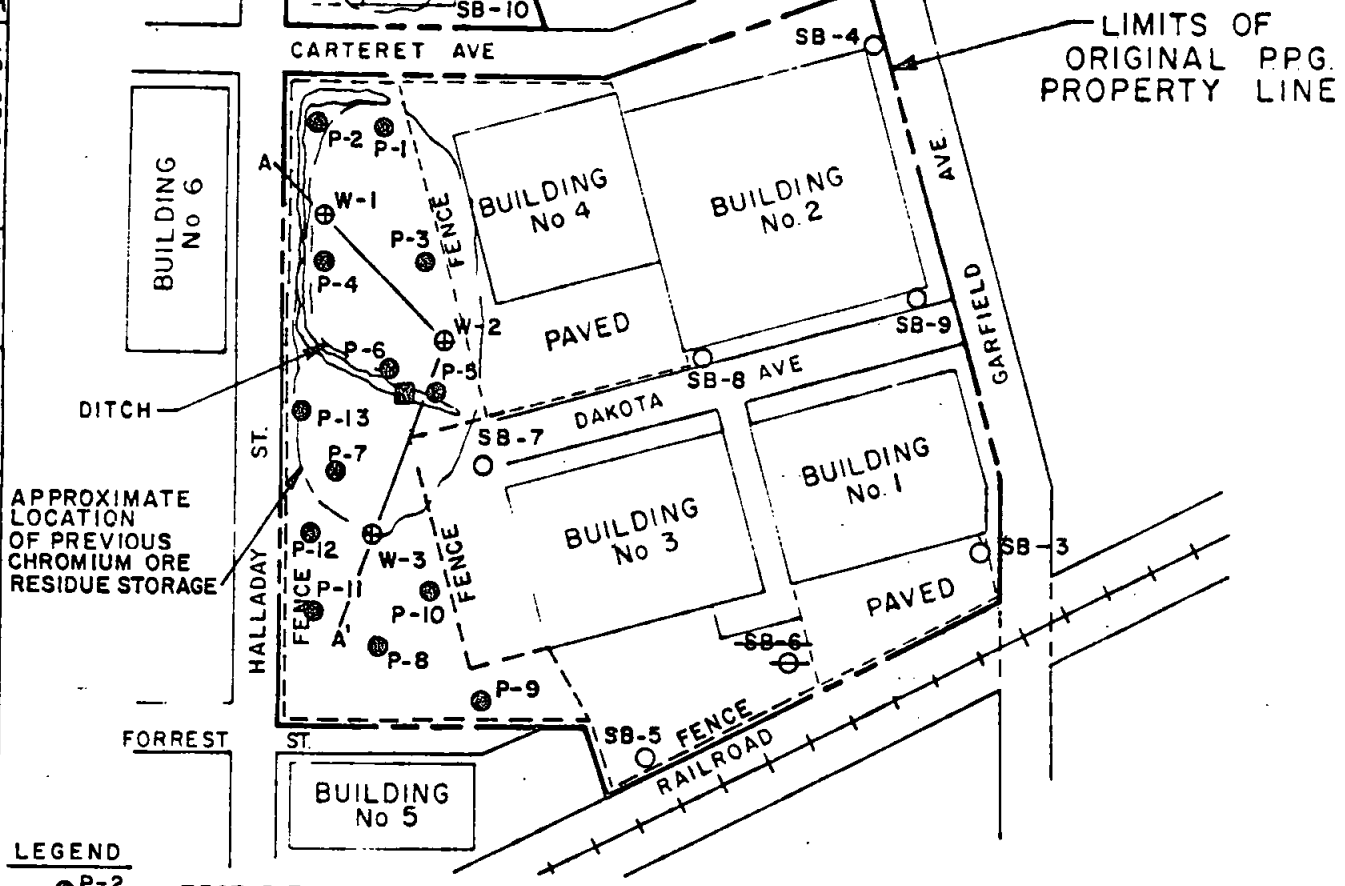 SB-10
CARTERET AVE
SB-4
LIMITS OF
ORIGINAL P.P.G.
PROPERTY LINE
BUILDING
No 6
P-2
P-1
A
W-1
P-3
P-4
FENCE
BUILDING
No 4
BUILDING
No. 2
AVE
GARFIELD
W-2
PAVED
SB-9
P-6
P-5
SB-8
AVE
DAKOTA
DITCH
P-13
SB-7
P-7
ST.
HALLADAY
APPROXIMATE
LOCATION
OF PREVIOUS
CHROMIUM ORE
RESIDUE STORAGE
BUILDING
No. 1
BUILDING
No 3
P-12
W-3
FENCE
SB-3
P-11
FENCE
P-10
PAVED
A'
P-8
SB-6
P-9
FORREST ST.
SB-5
FENCE
RAILROAD
BUILDING
No 5
LEGEND
P-2